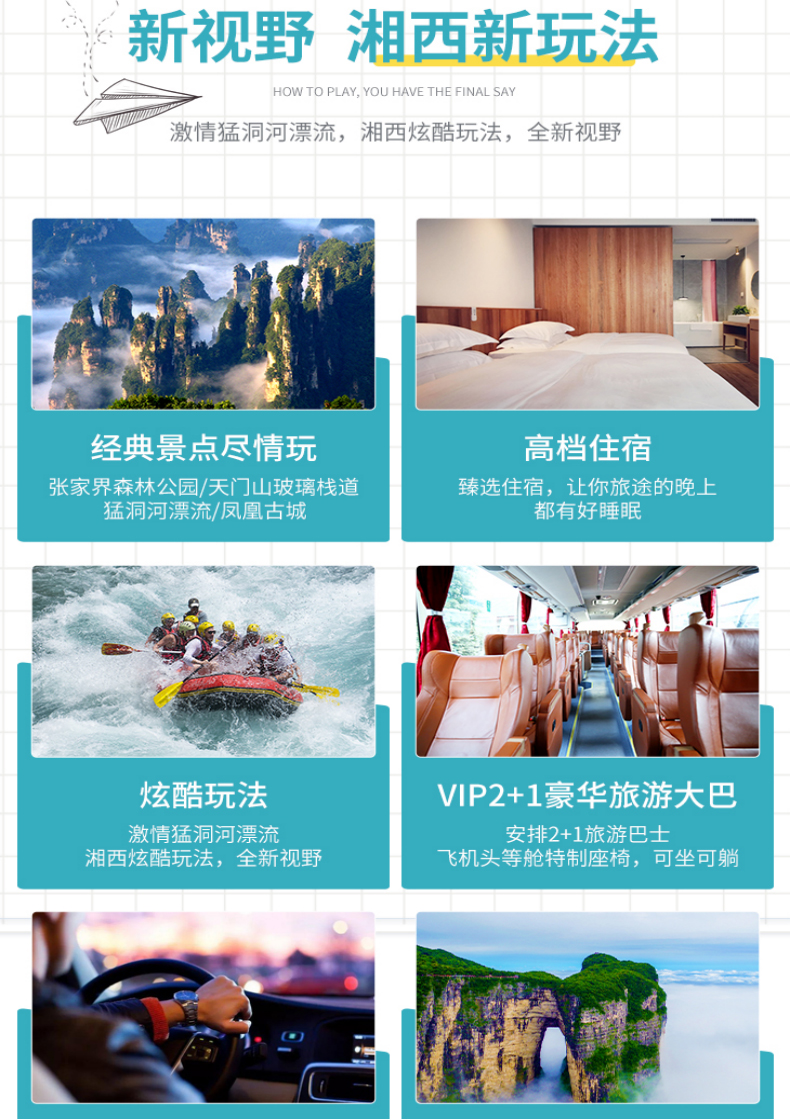 新视野 湘西新玩法
HOW TO PLAY, YOU HAVE THE FINAL SAY
激情猛洞河漂流，湘西炫酷玩法，全新视野
经典景点尽情玩
张家界森林公园/天门山玻璃栈道
猛洞河漂流/凤凰古城
高档住宿
臻选住宿，让你旅途的晚上
都有好睡眠
炫酷玩法
激情猛洞河漂流
湘西炫酷玩法，全新视野
VIP2+1豪华旅游大巴
安排2+1旅游巴士
飞机头等舱特制座椅，可坐可躺